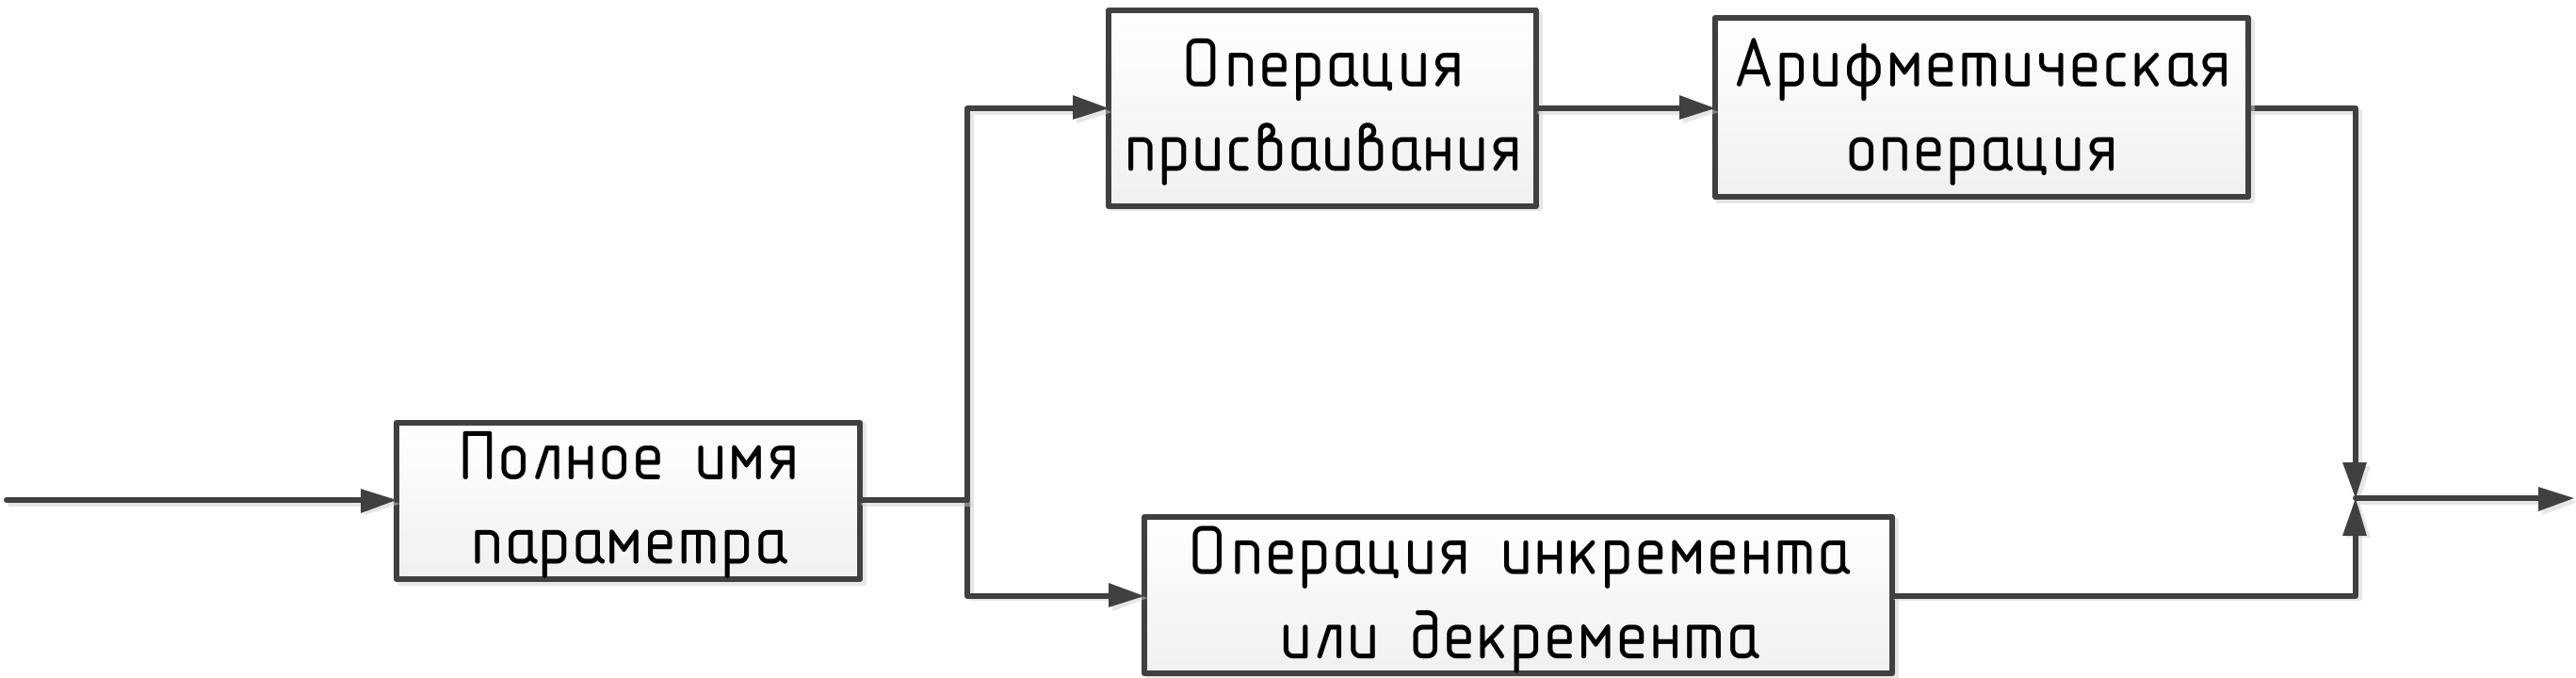 Операция
присваивания
Арифметическая
операция
Полное имя
параметра
Операция инкремента
или декремента